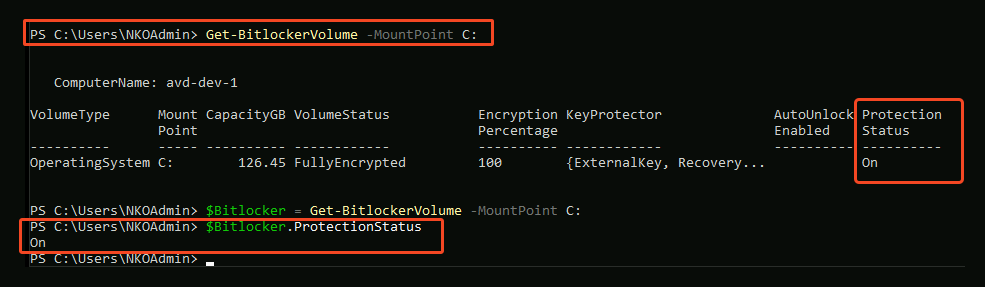 PS C:\Users\NKOAdmin> Get-BitlockerVolume -MountPoint C:
ComputerName: avd-dev-1
VolumeType Mount CapacityGB VolumeStatus Encryption KeyProtector AutoUnlock Protection
Point Percentage Enabled Status
---------- ----- ---------- ------------ ---------- ------------ ---------- ----------
OperatingSystem C: 126.45 FullyEncrypted 100 {ExternalKey, Recovery... On
PS C:\Users\NKOAdmin> $Bitlocker = Get-BitlockerVolume -MountPoint C:
PS C:\Users\NKOAdmin> $Bitlocker.ProtectionStatus
On
PS C:\Users\NKOAdmin>